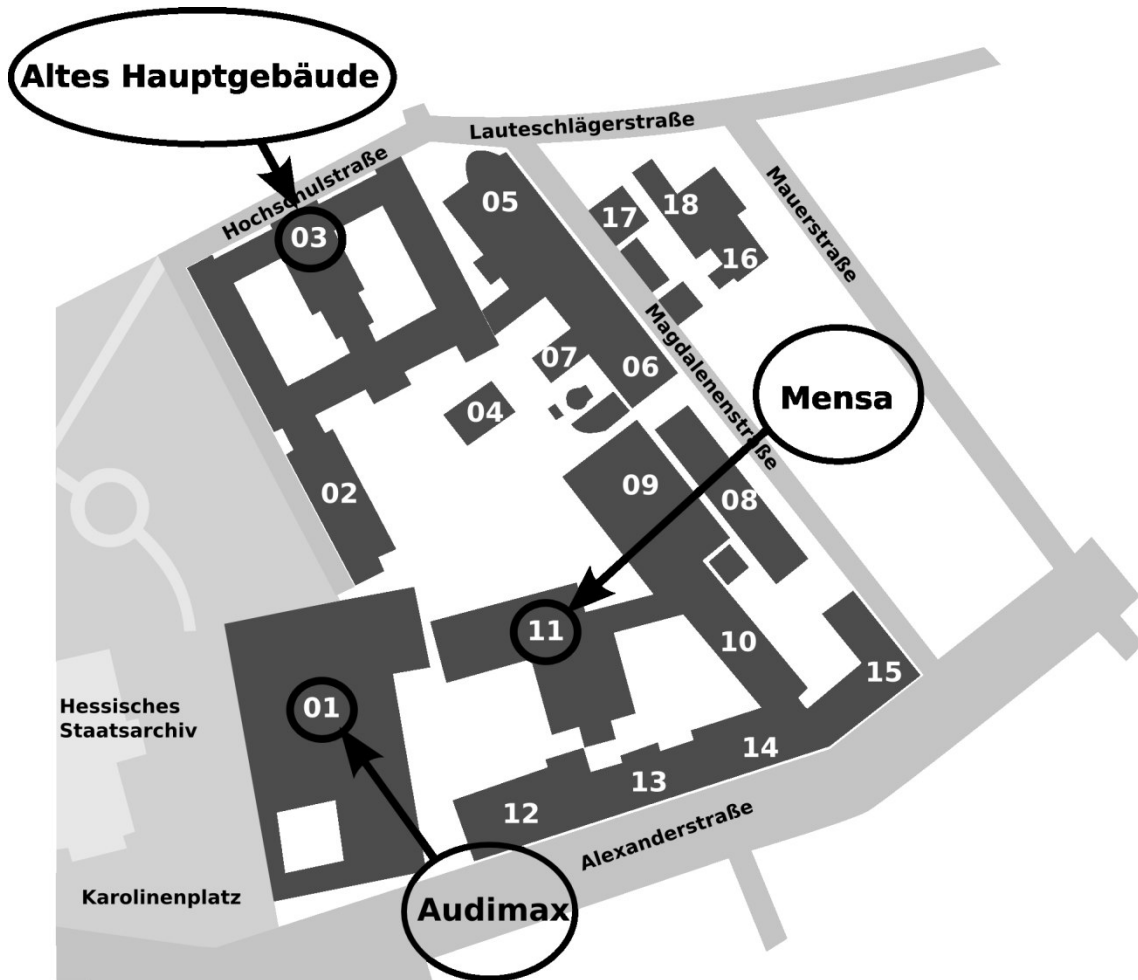 Altes Hauptgebäude
Lauteschlägerstraße
Hochschulstraße
Mauerstraße
05
17
18
03
16
Magdalenenstraße
07
06
Mensa
04
09
02
08
11
10
15
01
Hessisches
Staatsarchiv
14
13
12
Alexanderstraße
Karolinenplatz
Audimax